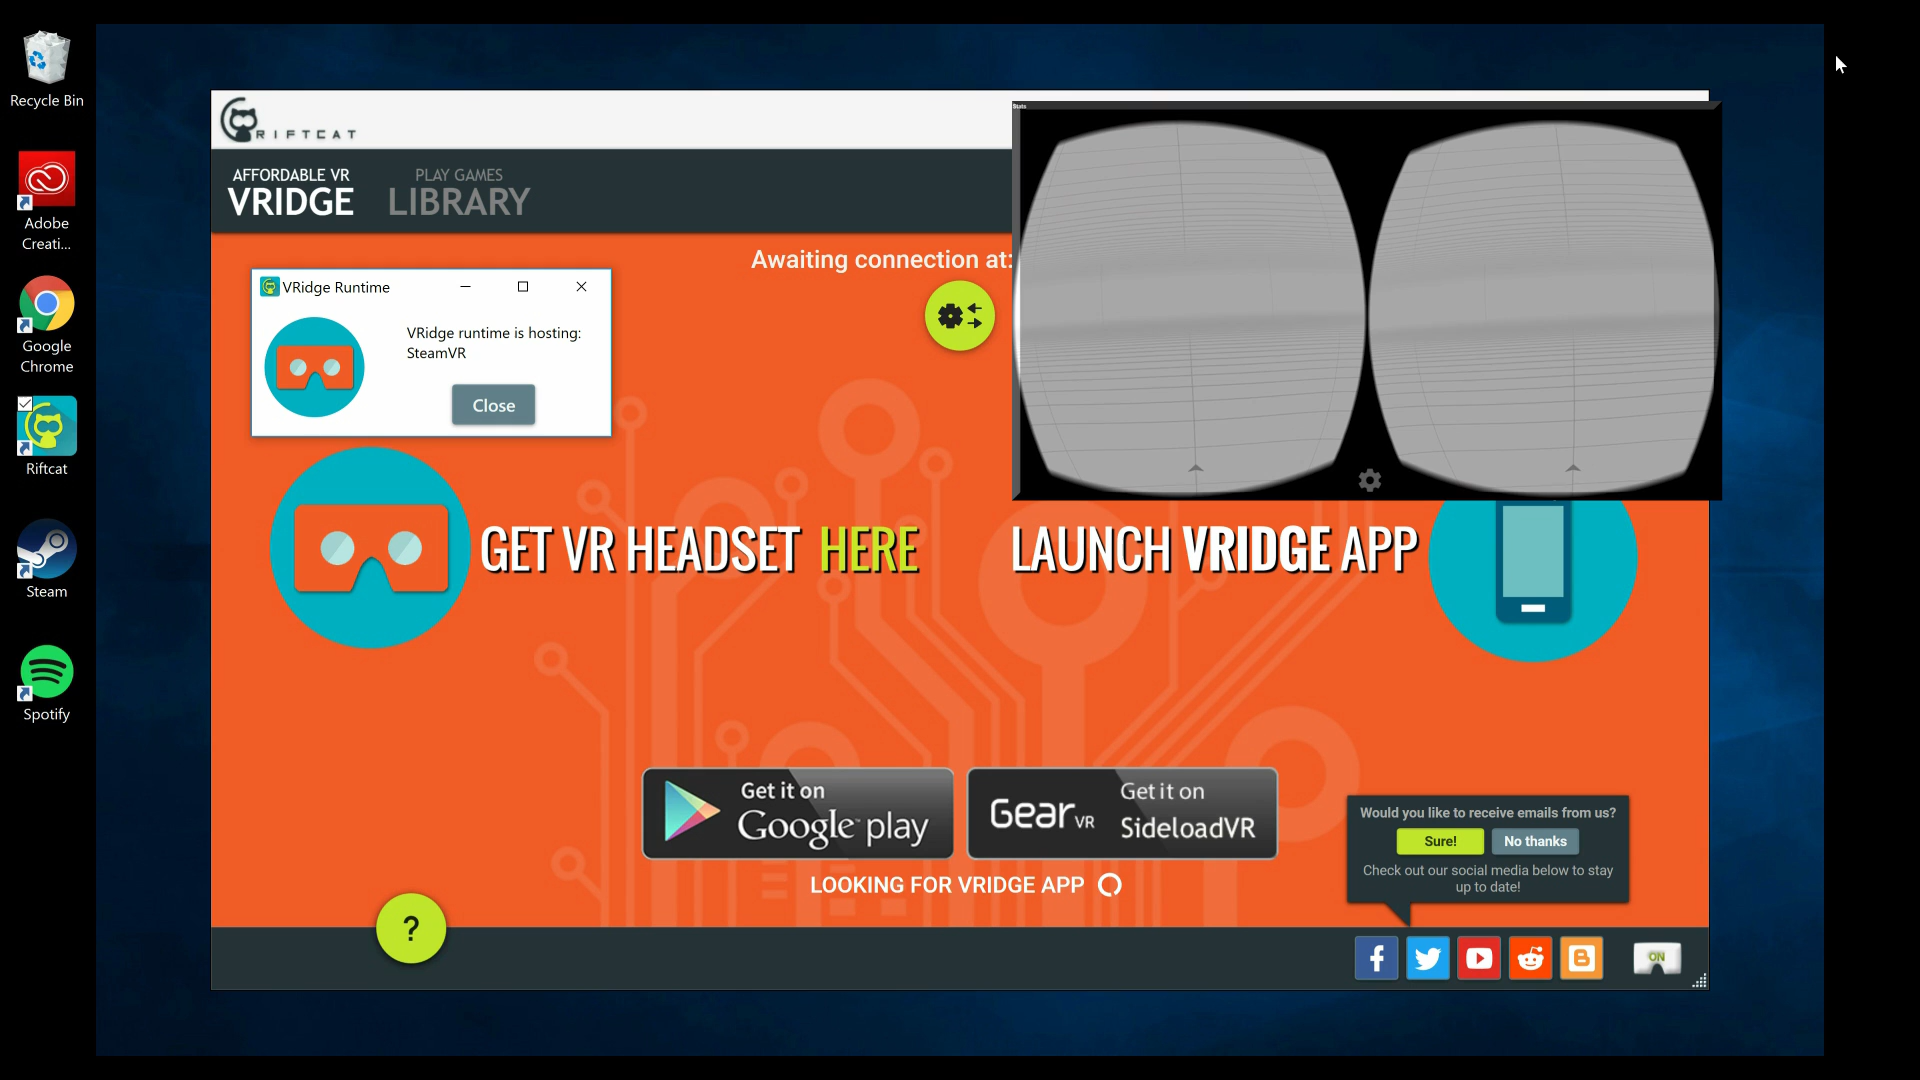 Recycle Bin
Adobe
Creati...
Google
Chrome
Riftcat
Steam
Spotify
RIFTCAT
AFFORDABLE VR
VRIDGE
PLAY GAMES
LIBRARY
Awaiting connection at:
Stats
VRidge Runtime
VRidge runtime is hosting:
SteamVR
Close
GET VR HEADSET HERE
LAUNCH VRIDGE APP
Get it on
Google play
Gear VR
Get it on
SideloadVR
LOOKING FOR VRIDGE APP
Would you like to receive emails from us?
Sure!
No thanks
Check out our social media below to stay
up to date!
?
ON